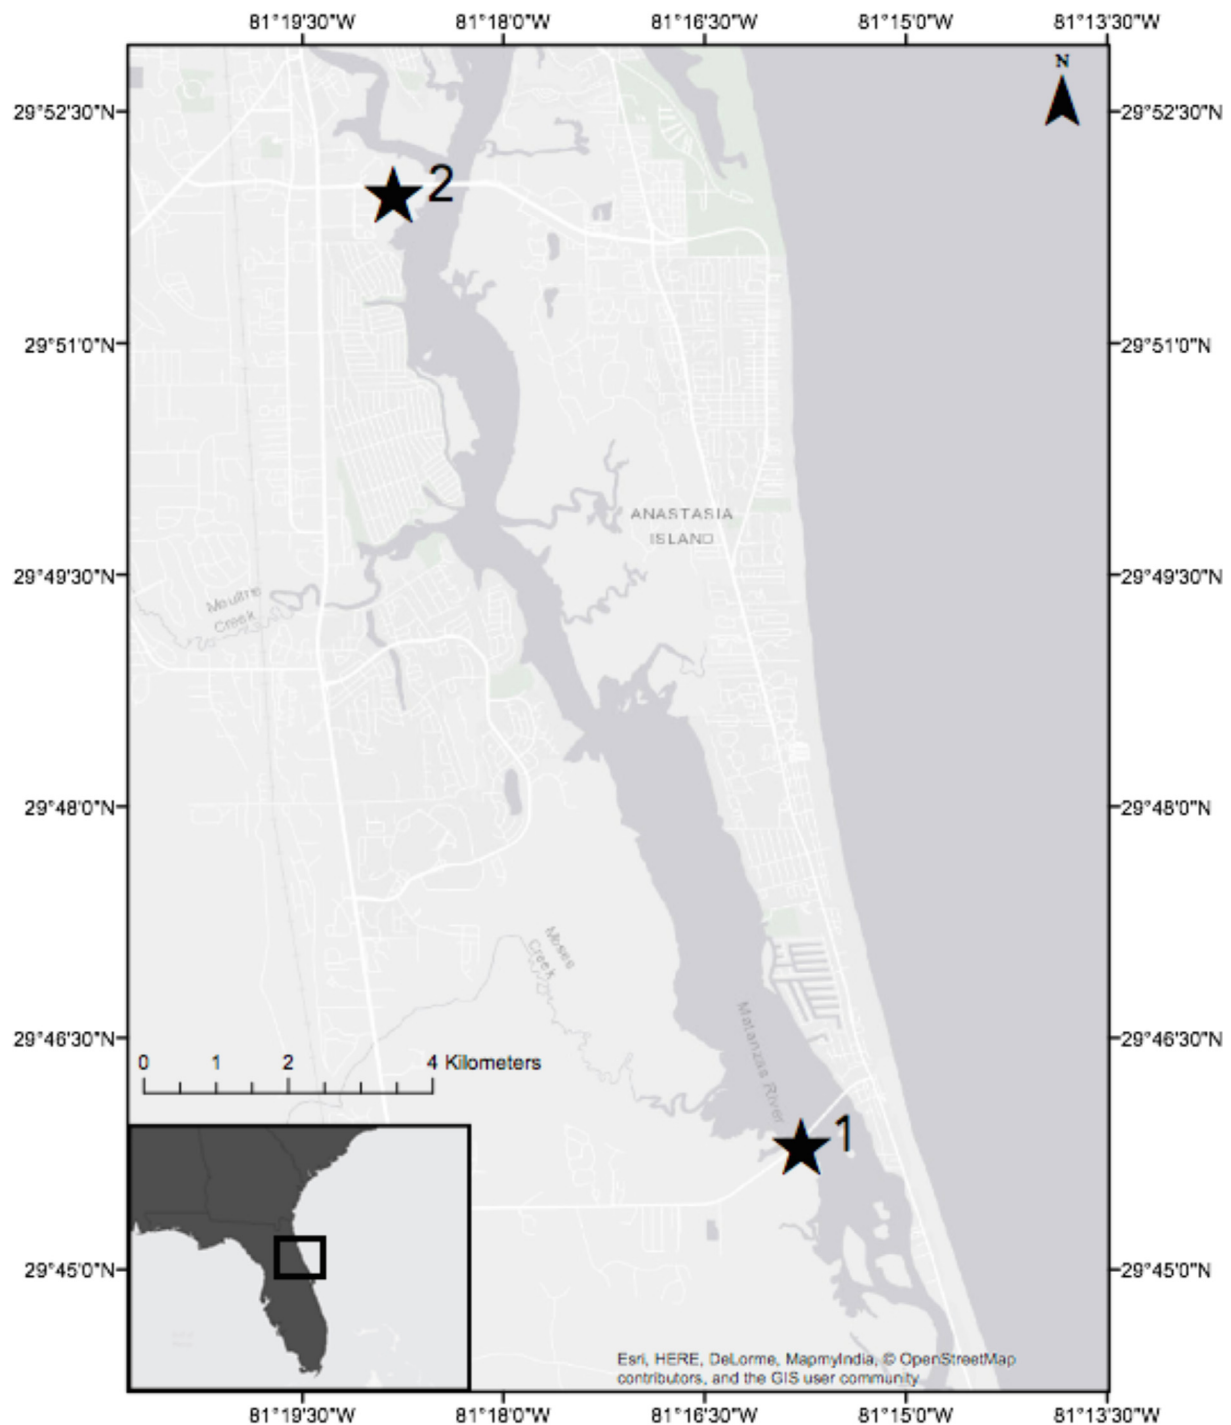 81°19'30"W 81°18'0"W 81°16'30"W 81°15'0"W 81°13'30"W
N
29°52'30"N 29°52'30"N
2
29°51'0"N 29°51'0"N
ANASTASIA
ISLAND
29°49'30"N 29°49'30"N
Moultrie
Creek
29°48'0"N 29°48'0"N
Moses
Creek
Matanzas River
29°46'30"N 29°46'30"N
0 1 2 4 Kilometers
1
29°45'0"N 29°45'0"N
Esri, HERE, DeLorme, MapmyIndia, © OpenStreetMap
contributors, and the GIS user community
81°19'30"W 81°18'0"W 81°16'30"W 81°15'0"W 81°13'30"W